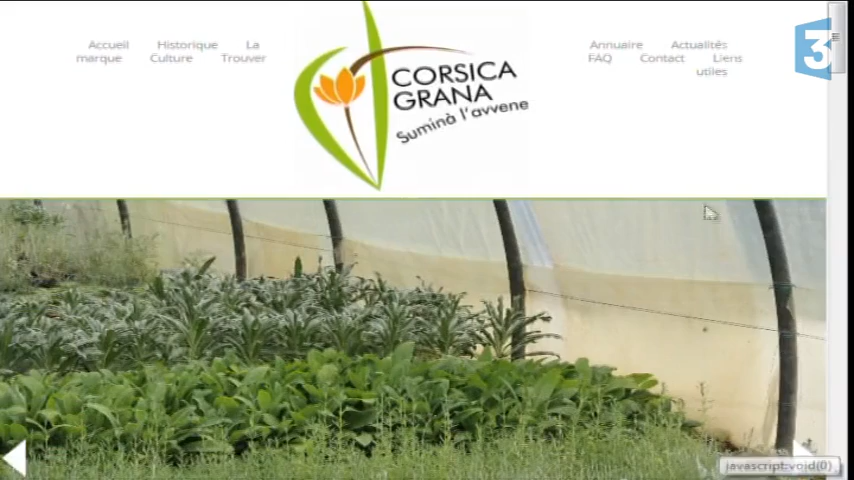 Accueil Historique La
marque Culture Trouver
CORSICA
GRANA
Suminà l'avvene
Annuaire Actualités
FAQ Contact Liens
utiles
3
javascript:void(0)